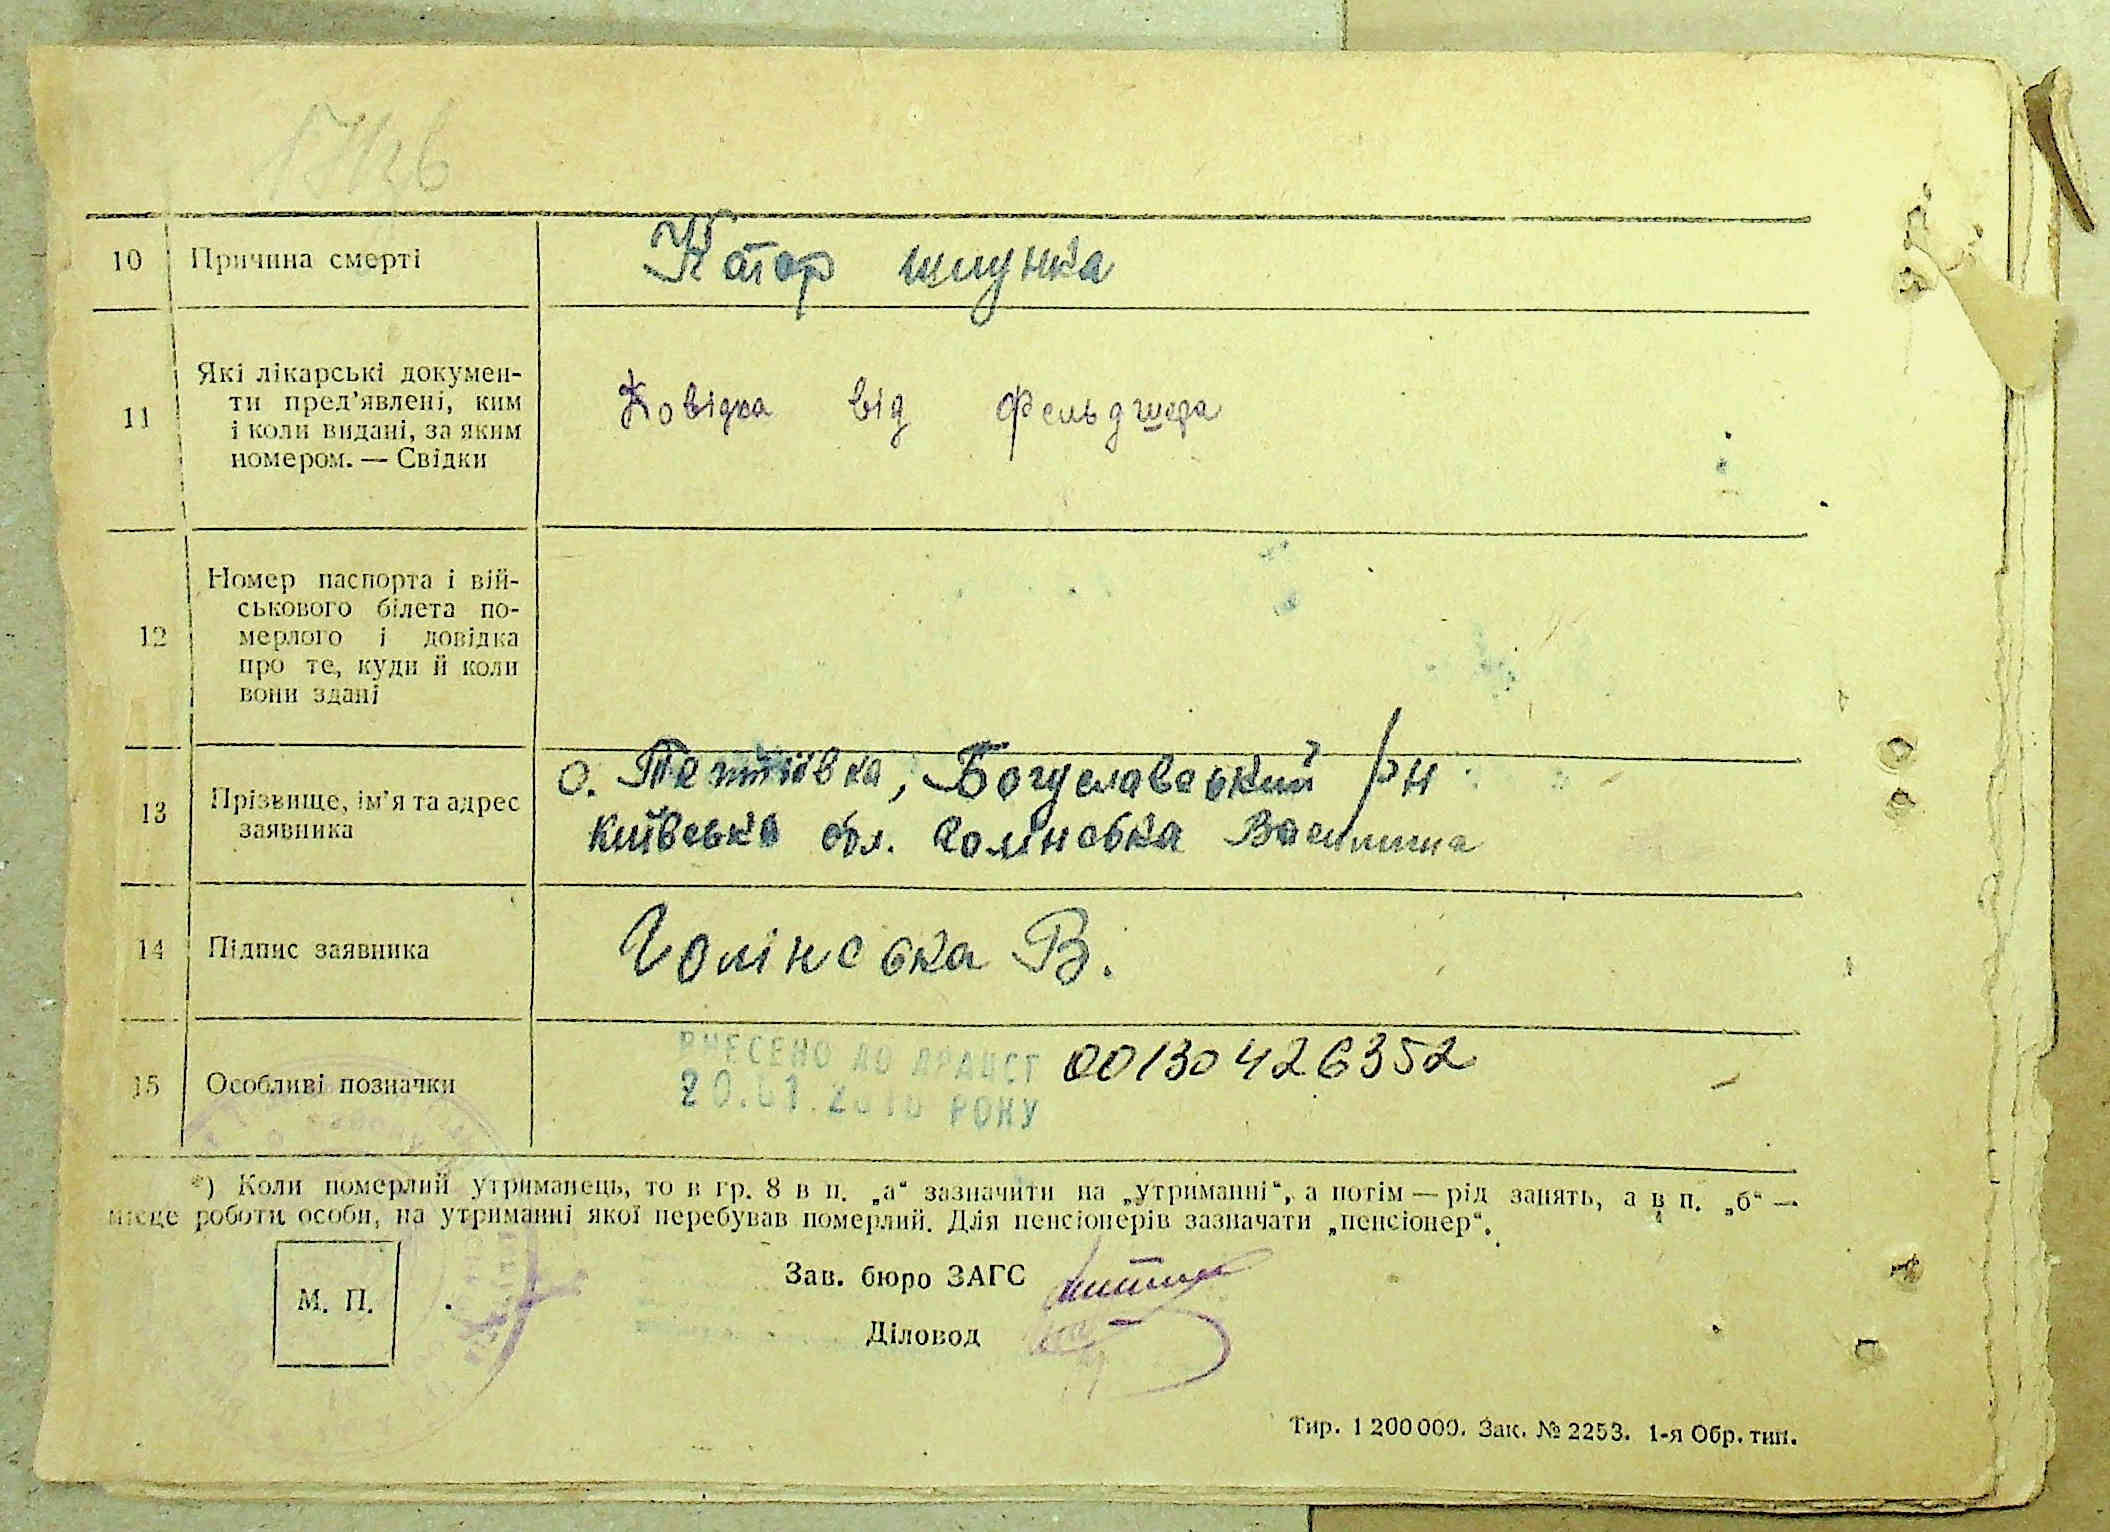 10 Причина смерті Катар шлунка
11 Які лікарські докумен-
ти пред'явлені, ким
і коли видані, за яким
номером. — Свідки
Довідка від фельдшера
12 Номер паспорта і вій-
ськового білета по-
мерлого і довідка
про те, куди й коли
вони здані
13 Прізвище, ім'я та адрес
заявника
с. Тептіївка, Богуславський р/н
київська обл. Голінська Василина
14 Підпис заявника Голінська В.
15 Особливі позначки
ВНЕСЕНО ДО ДРАЦСГ 00130426352
РОКУ
*) Коли померлий утриманець, то в гр. 8 в п. „а“ зазначити на „утриманні“, а потім — рід занять, а в п. „б“ —
місце роботи особи, на утриманні якої перебував померлий. Для пенсіонерів зазначати „пенсіонер“.
М. П.
Зав. бюро ЗАГС
Діловод
Тир. 1 200 000. Зак. № 2253. 1-я Обр. тип.